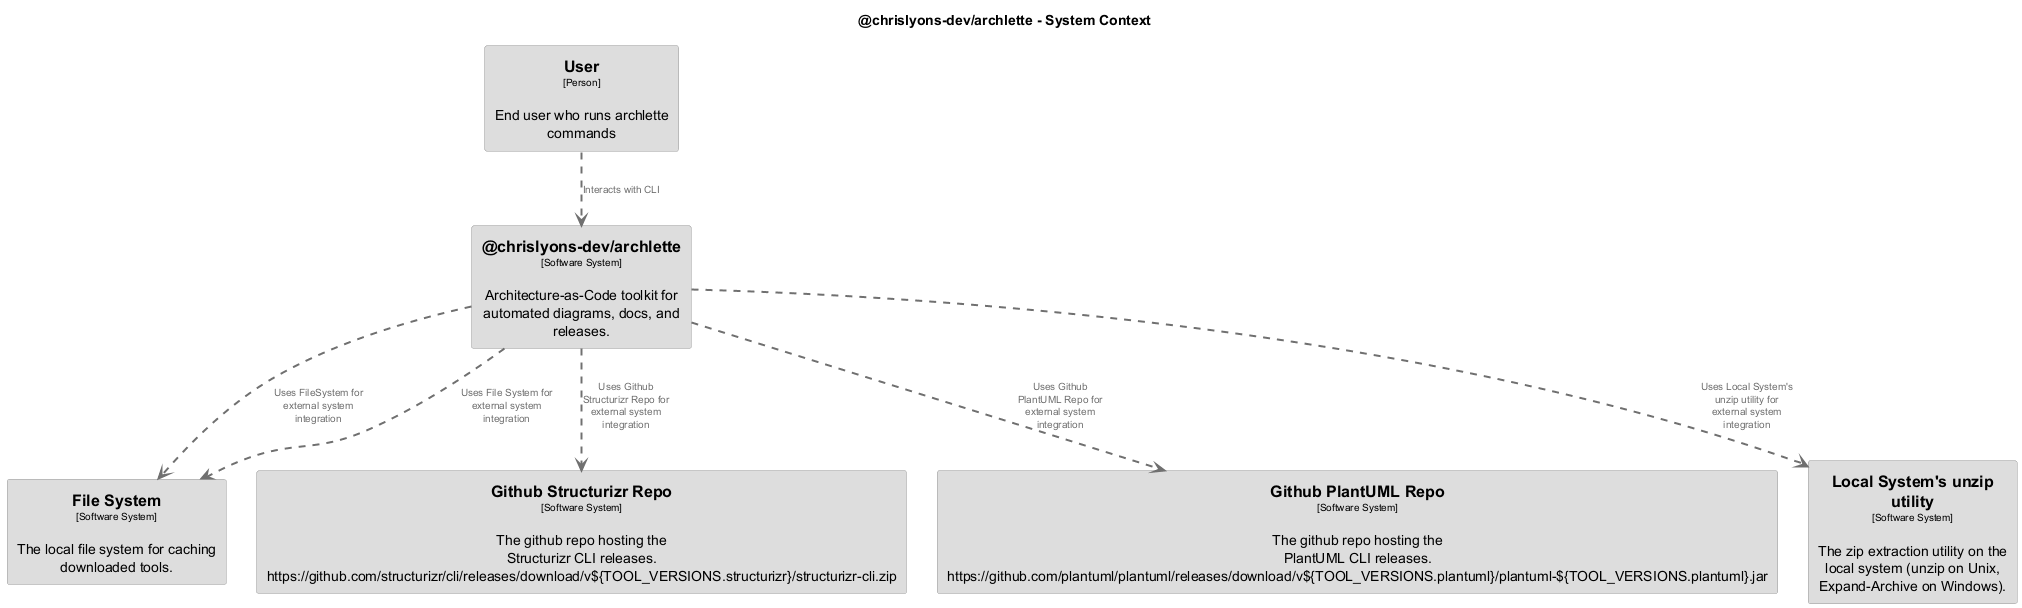 @chrislyons-dev/archlette - System Context
User
[Person]
End user who runs archlette
commands
Interacts with CLI
@chrislyons-dev/archlette
[Software System]
Architecture-as-Code toolkit for
automated diagrams, docs, and
releases.
Uses FileSystem for
external system
integration
Uses File System for
external system
integration
Uses Github
Structurizr Repo for
external system
integration
Uses Github
PlantUML Repo for
external system
integration
Uses Local System's
unzip utility for
external system
integration
File System
[Software System]
The local file system for caching
downloaded tools.
Github Structurizr Repo
[Software System]
The github repo hosting the
Structurizr CLI releases.
https://github.com/structurizr/cli/releases/download/v${TOOL_VERSIONS.structurizr}/structurizr-cli.zip
Github PlantUML Repo
[Software System]
The github repo hosting the
PlantUML CLI releases.
https://github.com/plantuml/plantuml/releases/download/v${TOOL_VERSIONS.plantuml}/plantuml-${TOOL_VERSIONS.plantuml}.jar
Local System's unzip
utility
[Software System]
The zip extraction utility on the
local system (unzip on Unix,
Expand-Archive on Windows).